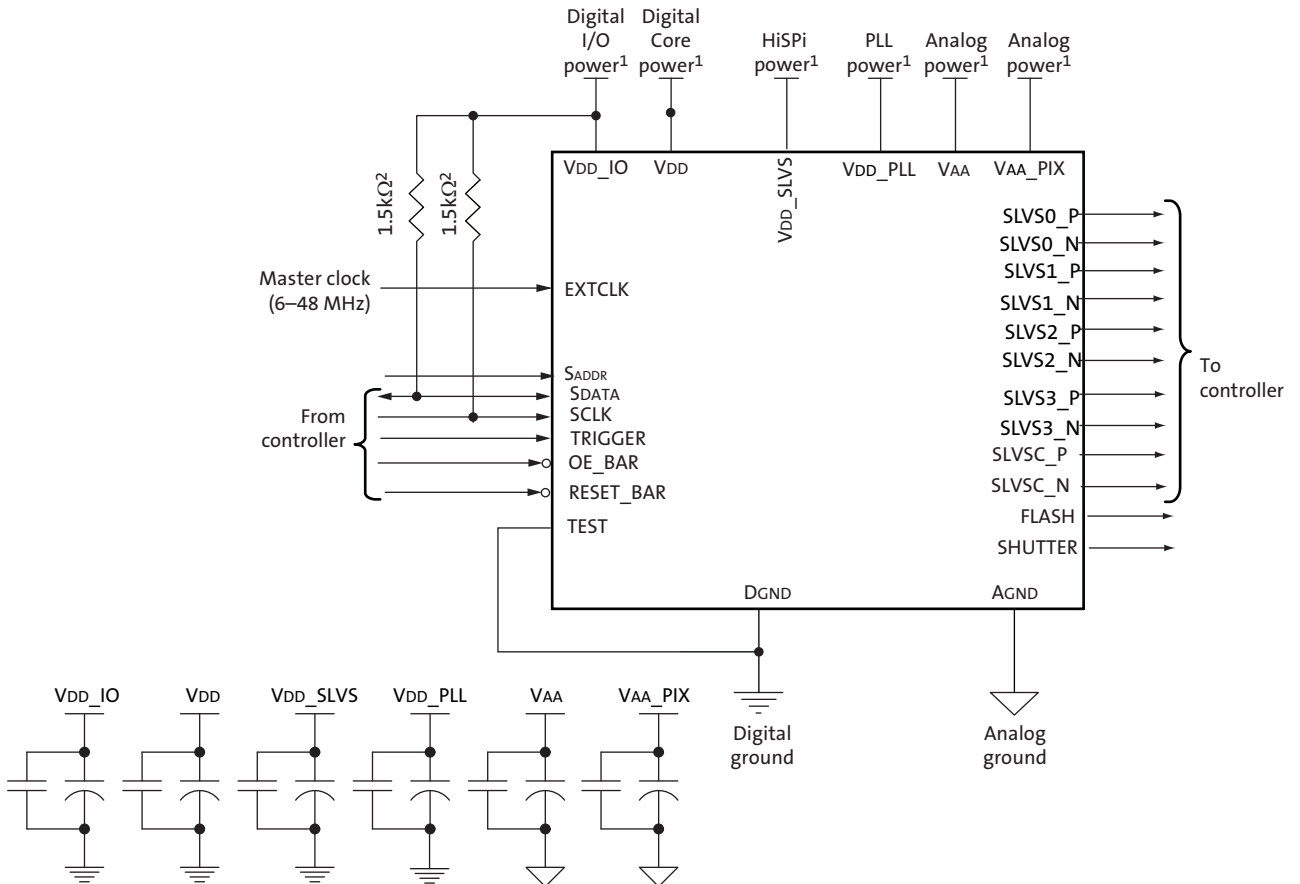 Digital
I/O
power1
Digital
Core
power1
HiSPi
power1
PLL
power1
Analog
power1
Analog
power1
VDD_IO
VDD
VDD_SLVS
VDD_PLL
VAA
VAA_PIX
1.5kΩ2
1.5kΩ2
Master clock
(6–48 MHz)
EXTCLK
SADDR
SDATA
SCLK
TRIGGER
OE_BAR
RESET_BAR
TEST
From
controller
SLVS0_P
SLVS0_N
SLVS1_P
SLVS1_N
SLVS2_P
SLVS2_N
SLVS3_P
SLVS3_N
SLVSC_P
SLVSC_N
FLASH
SHUTTER
To
controller
DGND
AGND
Digital
ground
Analog
ground
VDD_IO
VDD
VDD_SLVS
VDD_PLL
VAA
VAA_PIX